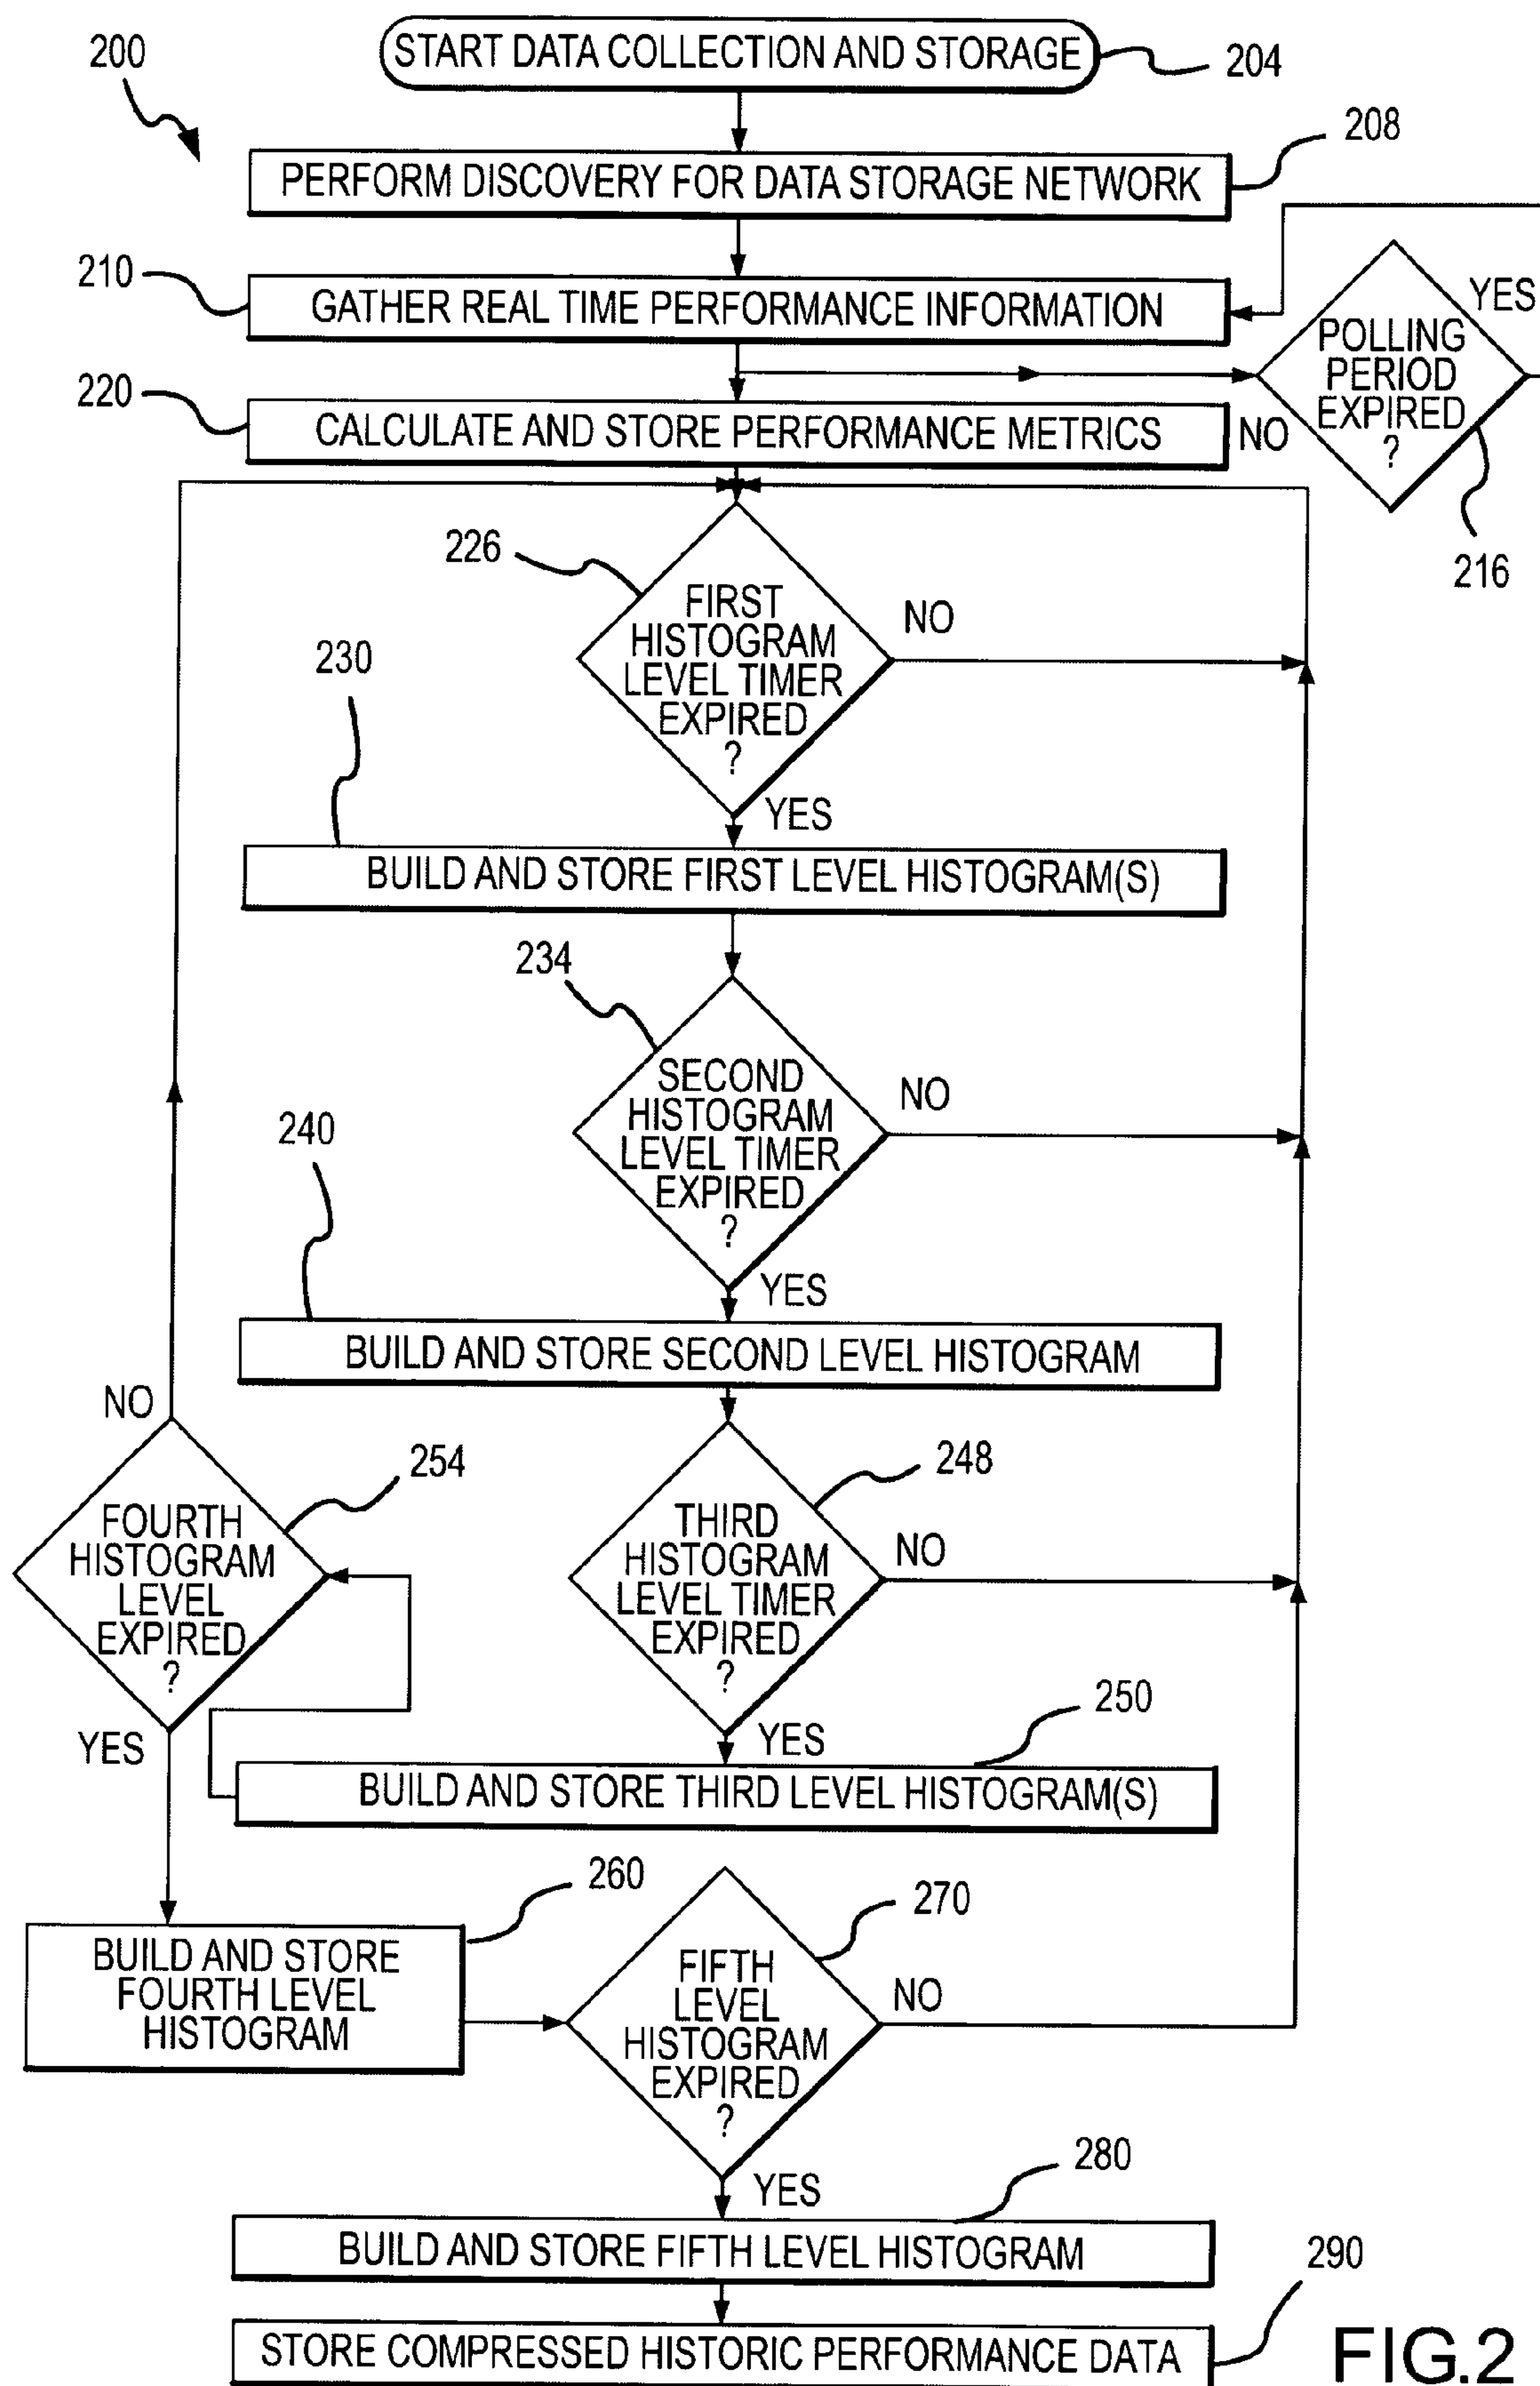 200
START DATA COLLECTION AND STORAGE
204
208
PERFORM DISCOVERY FOR DATA STORAGE NETWORK
210
GATHER REAL TIME PERFORMANCE INFORMATION
YES
POLLING
PERIOD
EXPIRED
?
NO
216
220
CALCULATE AND STORE PERFORMANCE METRICS
226
FIRST
HISTOGRAM
LEVEL TIMER
EXPIRED
?
NO
YES
230
BUILD AND STORE FIRST LEVEL HISTOGRAM(S)
234
SECOND
HISTOGRAM
LEVEL TIMER
EXPIRED
?
NO
YES
240
BUILD AND STORE SECOND LEVEL HISTOGRAM
248
THIRD
HISTOGRAM
LEVEL TIMER
EXPIRED
?
NO
YES
250
BUILD AND STORE THIRD LEVEL HISTOGRAM(S)
NO
254
FOURTH
HISTOGRAM
LEVEL
EXPIRED
?
YES
260
BUILD AND STORE
FOURTH LEVEL
HISTOGRAM
270
FIFTH
LEVEL
HISTOGRAM
EXPIRED
?
NO
YES
280
BUILD AND STORE FIFTH LEVEL HISTOGRAM
290
STORE COMPRESSED HISTORIC PERFORMANCE DATA
FIG.2